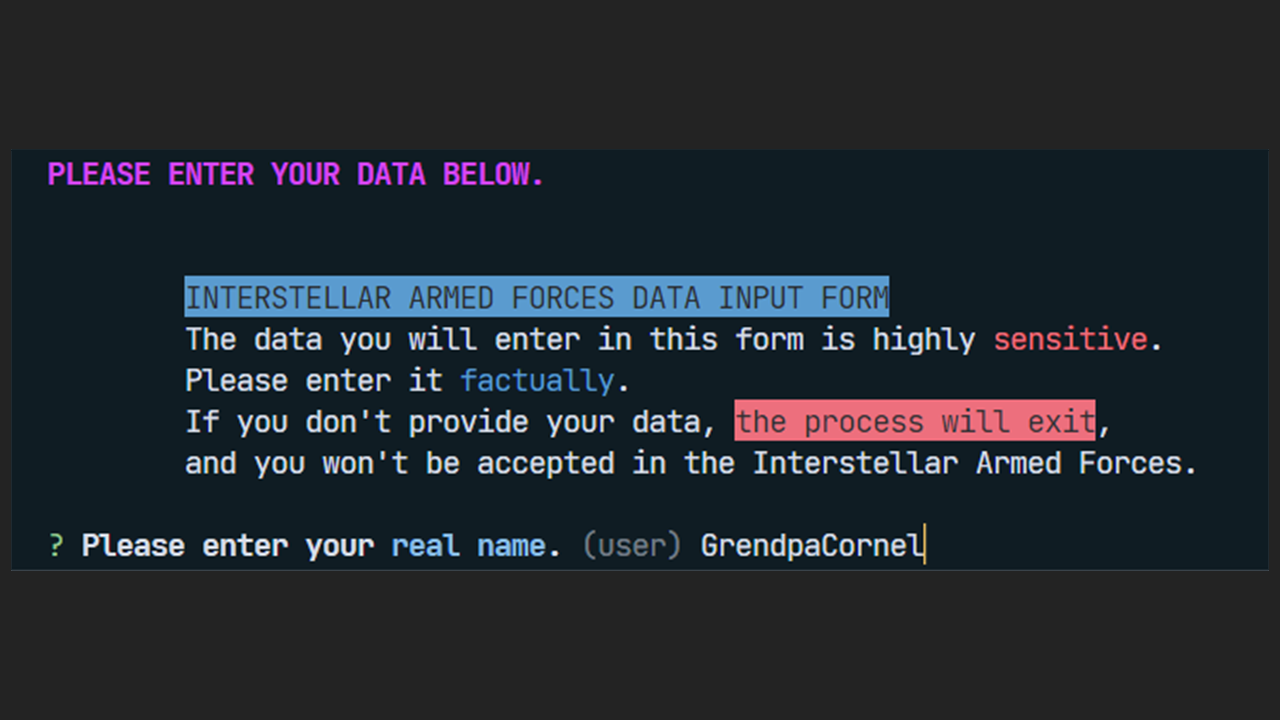 PLEASE ENTER YOUR DATA BELOW.
INTERSTELLAR ARMED FORCES DATA INPUT FORM
The data you will enter in this form is highly sensitive.
Please enter it factually.
If you don't provide your data, the process will exit,
and you won't be accepted in the Interstellar Armed Forces.
? Please enter your real name. (user) GrendpaCornel